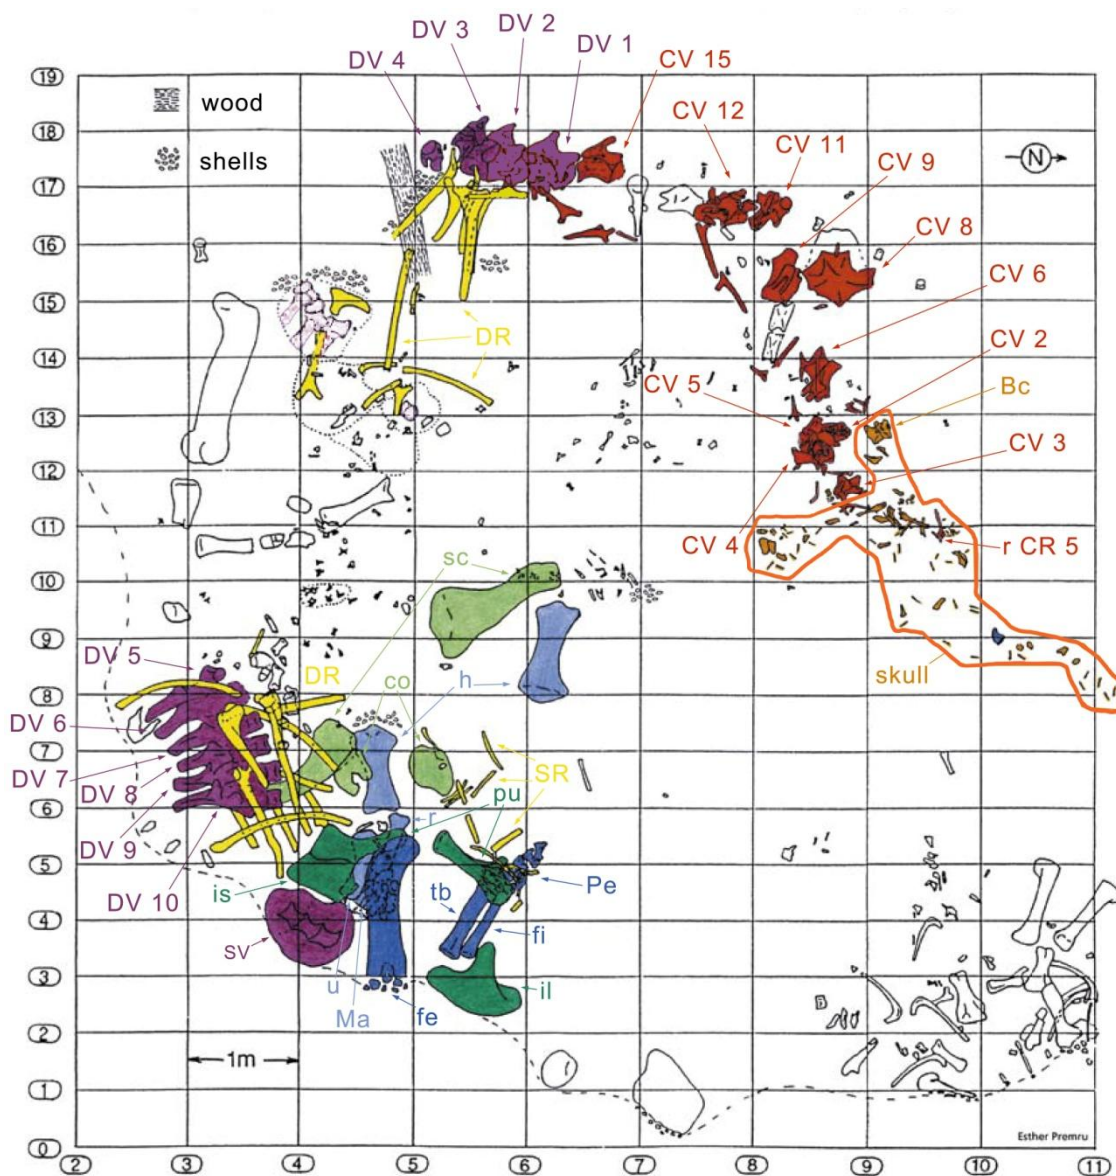 DV 3
DV 2
DV 4
DV 1
CV 15
CV 12
CV 11
CV 9
CV 8
CV 6
CV 2
CV 5
Bc
CV 3
CV 4
r CR 5
skull
wood
shells
N
DR
sc
DV 5
DR
co
h
DV 6
DV 7
DV 8
SR
pu
r
DV 9
is
tb
Pe
DV 10
sv
fi
u
il
Ma
fe
1m
Esther Premru
19
18
17
16
15
14
13
12
11
10
9
8
7
6
5
4
3
2
1
0
2 3 4 5 6 7 8 9 10 11